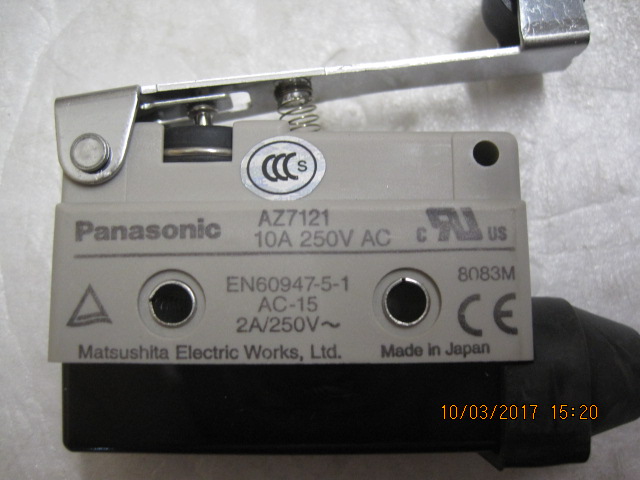 CCC S
Panasonic
AZ7121
10A 250V AC
c RU US
EN60947-5-1
AC-15
2A/250V~
8083M
CE
Matsushita Electric Works, Ltd. Made in Japan
10/03/2017 15:20